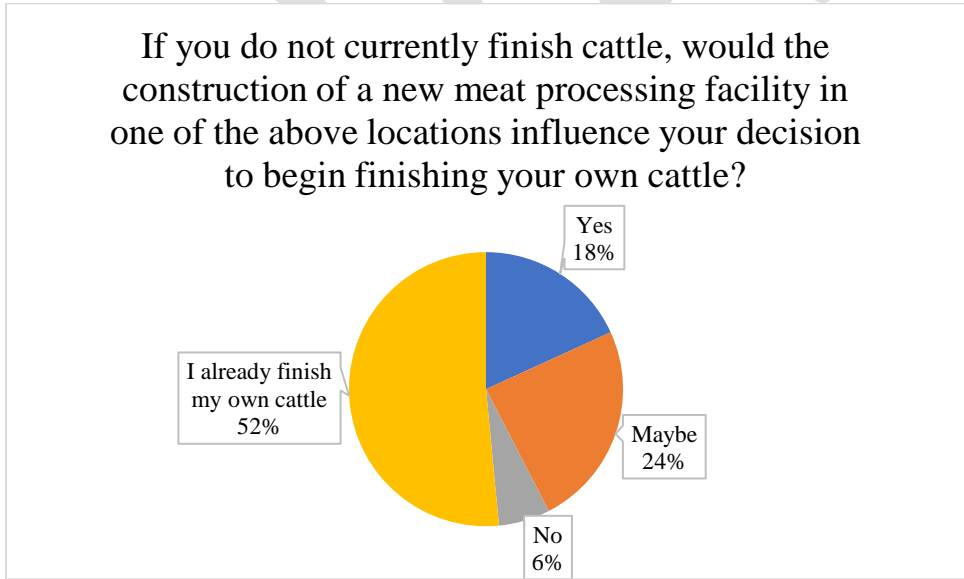 If you do not currently finish cattle, would the
construction of a new meat processing facility in
one of the above locations influence your decision
to begin finishing your own cattle?
Yes
18%
I already finish
my own cattle
52%
Maybe
24%
No
6%